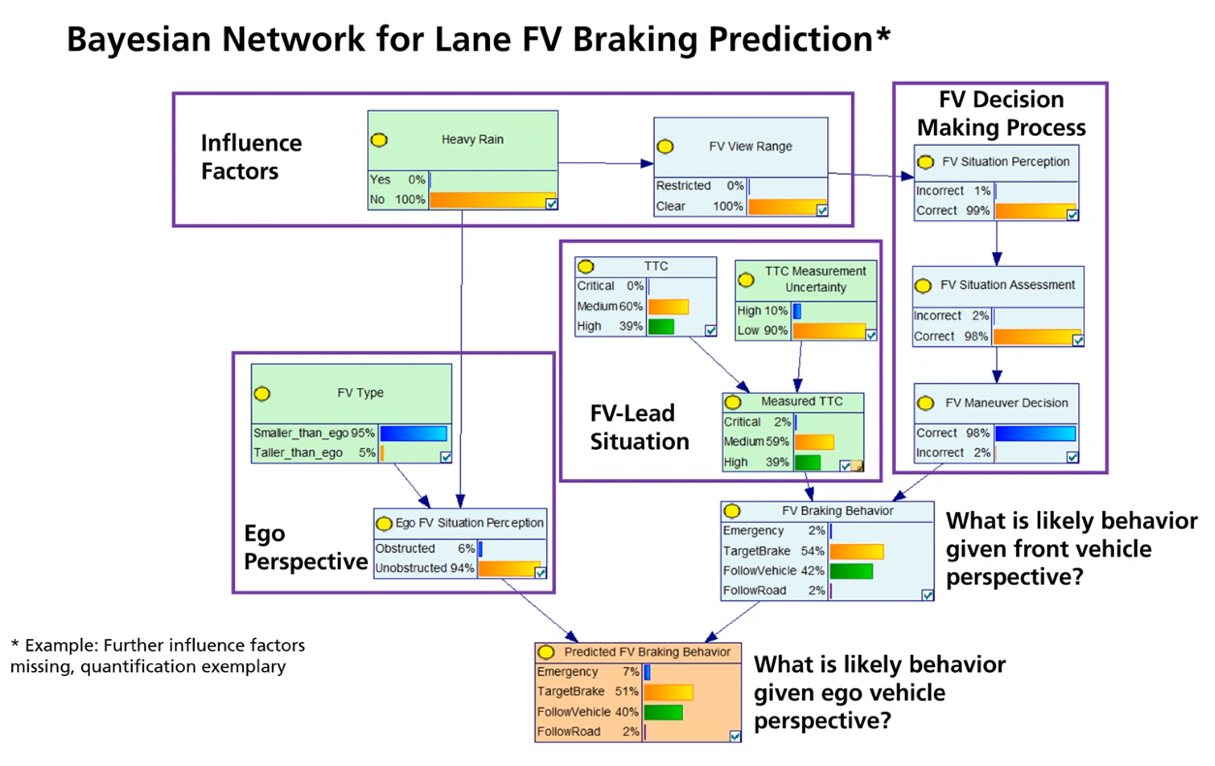 Bayesian Network for Lane FV Braking Prediction*
Influence
Factors
Heavy Rain
Yes 0%
No 100%
FV View Range
Restricted 0%
Clear 100%
FV Decision
Making Process
FV Situation Perception
Incorrect 1%
Correct 99%
FV Situation Assessment
Incorrect 2%
Correct 98%
FV Maneuver Decision
Correct 98%
Incorrect 2%
TTC
Critical 0%
Medium 60%
High 39%
TTC Measurement
Uncertainty
High 10%
Low 90%
FV-Lead
Situation
Measured TTC
Critical 2%
Medium 59%
High 39%
FV Type
Smaller_than_ego 95%
Taller_than_ego 5%
Ego
Perspective
Ego FV Situation Perception
Obstructed 6%
Unobstructed 94%
FV Braking Behavior
Emergency 2%
TargetBrake 54%
FollowVehicle 42%
FollowRoad 2%
What is likely behavior
given front vehicle
perspective?
* Example: Further influence factors
missing, quantification exemplary
Predicted FV Braking Behavior
Emergency 7%
TargetBrake 51%
FollowVehicle 40%
FollowRoad 2%
What is likely behavior
given ego vehicle
perspective?